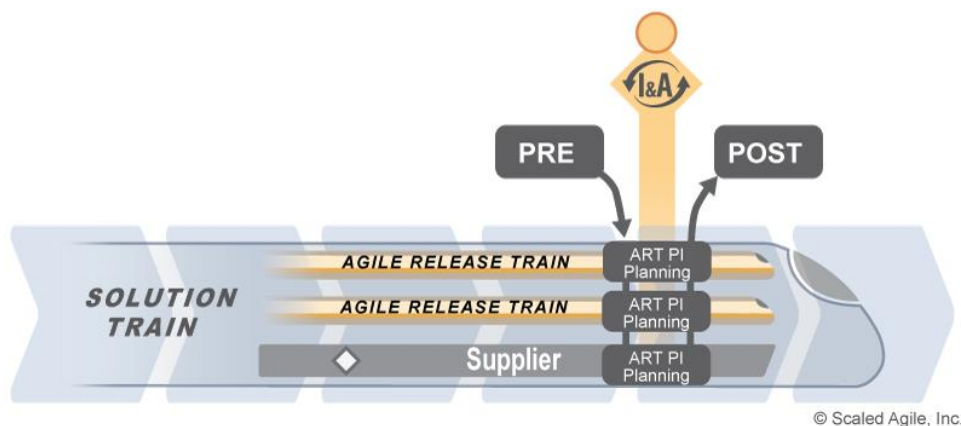 I&A
PRE
POST
AGILE RELEASE TRAIN
ART PI
Planning
SOLUTION
TRAIN
AGILE RELEASE TRAIN
ART PI
Planning
Supplier
ART PI
Planning
© Scaled Agile, Inc.